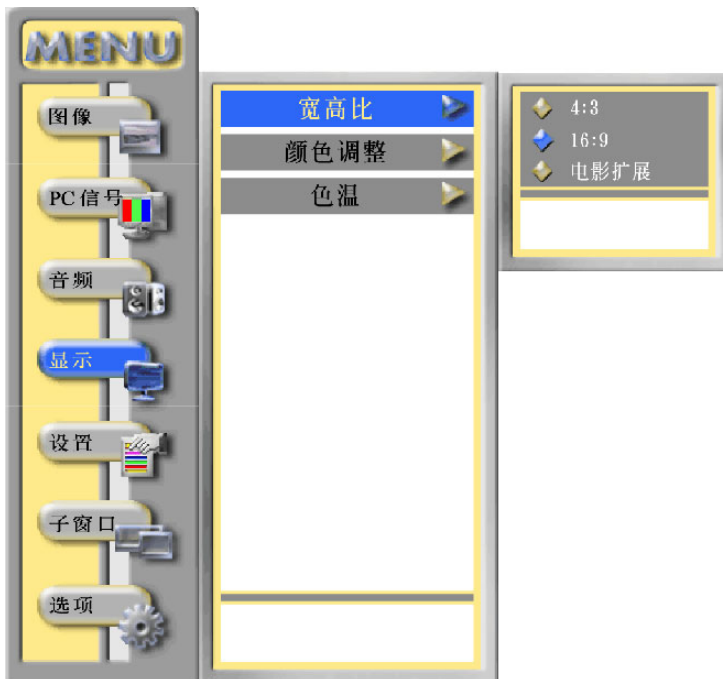 MENU
图像
PC信号
音频
显示
设置
子窗口
选项
宽高比
颜色调整
色温
4:3
16:9
电影扩展